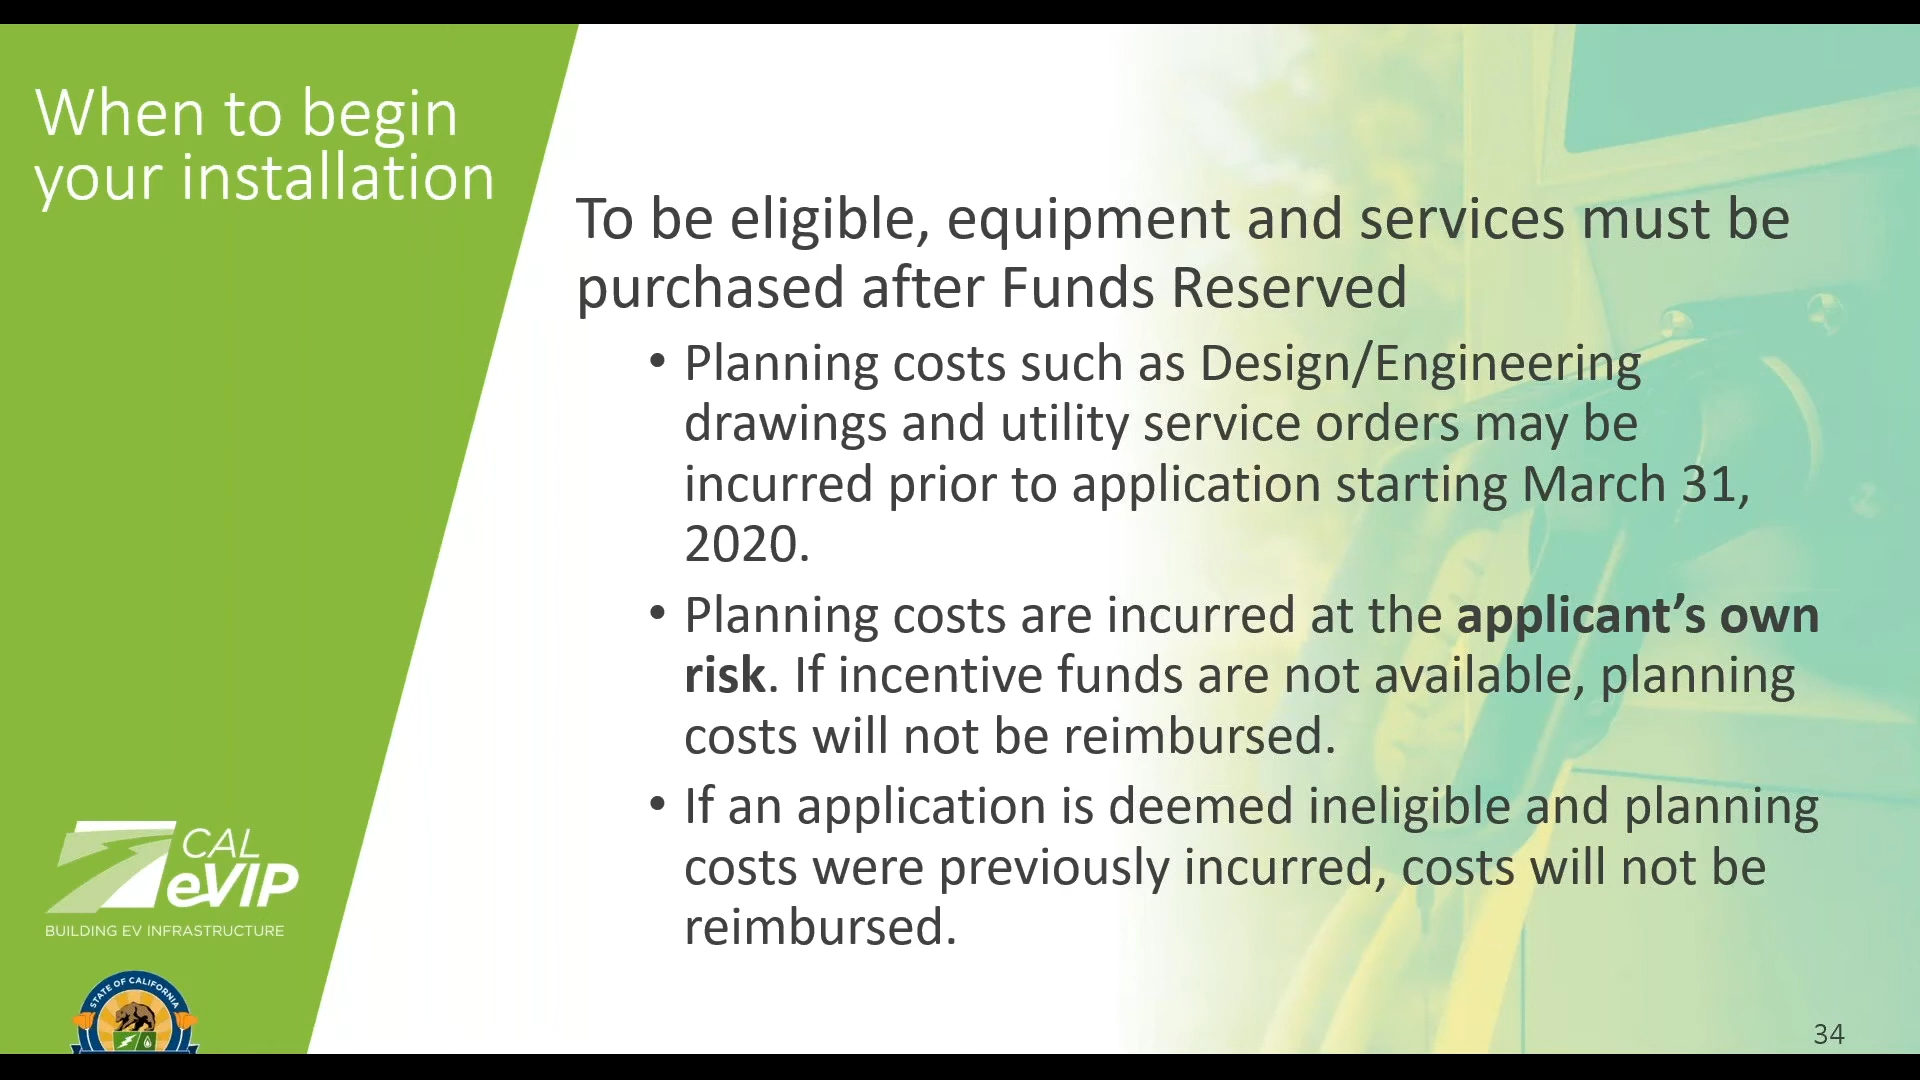 When to begin
your installation
To be eligible, equipment and services must be
purchased after Funds Reserved
• Planning costs such as Design/Engineering
drawings and utility service orders may be
incurred prior to application starting March 31,
2020.
• Planning costs are incurred at the applicant’s own
risk. If incentive funds are not available, planning
costs will not be reimbursed.
• If an application is deemed ineligible and planning
costs were previously incurred, costs will not be
reimbursed.
CAL
eVIP
BUILDING EV INFRASTRUCTURE
STATE OF CALIFORNIA
34